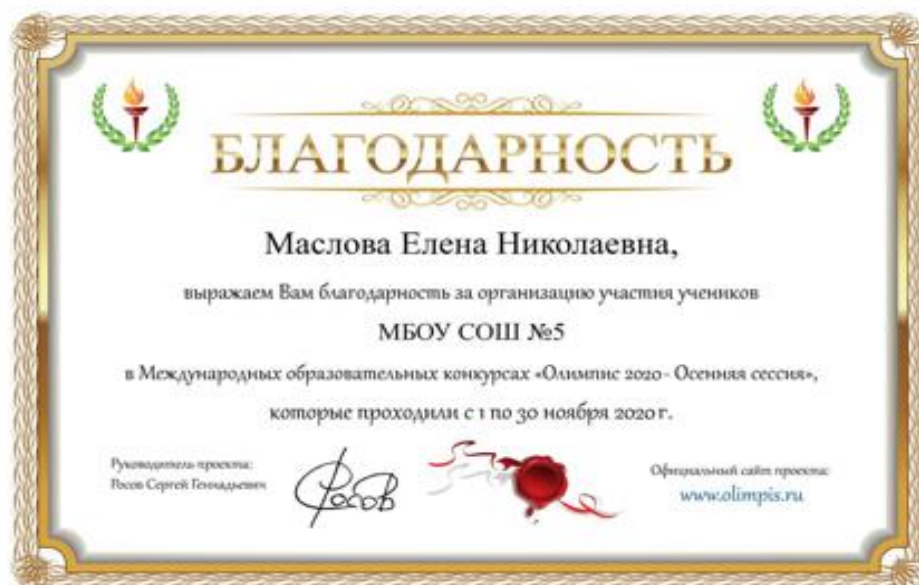 БЛАГОДАРНОСТЬ
Маслова Елена Николаевна,
выражаем Вам благодарность за организацию участия учеников
МБОУ СОШ №5
в Международных образовательных конкурсах «Олимпис 2020 - Осенняя сессия»,
которые проходили с 1 по 30 ноября 2020 г.
Руководитель проекта:
Росов Сергей Геннадьевич
Росов
Официальный сайт проекта:
www.olimpis.ru